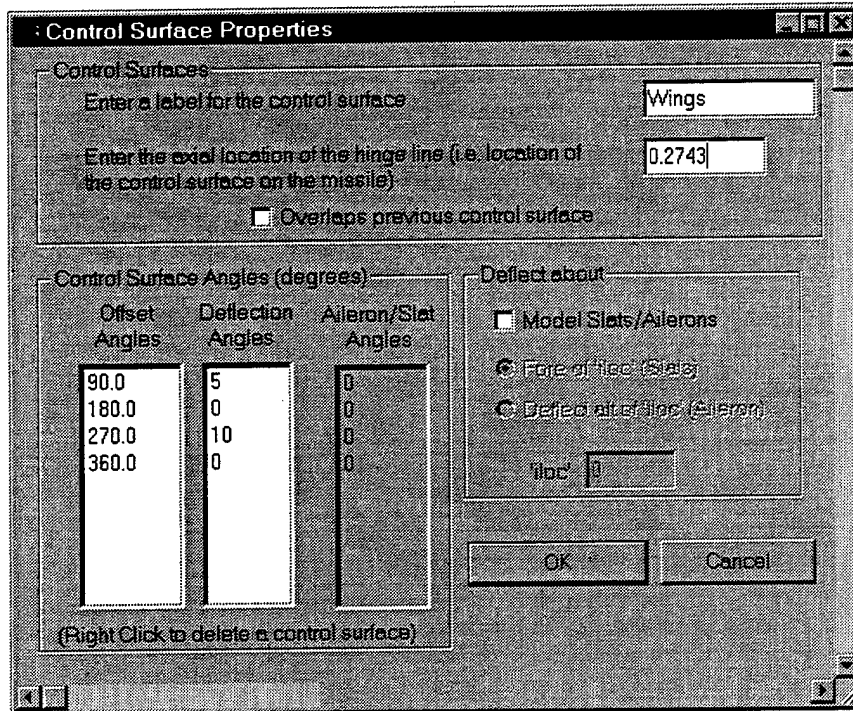 Control Surface Properties
Control Surfaces
Enter a label for the control surface
Wings
Enter the axial location of the hinge line (i.e. location of
the control surface on the missile)
0.2743
Overlaps previous control surface
Control Surface Angles (degrees)
Offset Angles
Deflection Angles
Aileron/Slat Angles
90.0 5 0
180.0 0 0
270.0 10 0
360.0 0 0
(Right Click to delete a control surface)
Deflect about
Model Slats/Ailerons
Fore of 'iloc' (Slats)
Deflect aft of 'iloc' (Aileron)
'iloc' 0
OK
Cancel